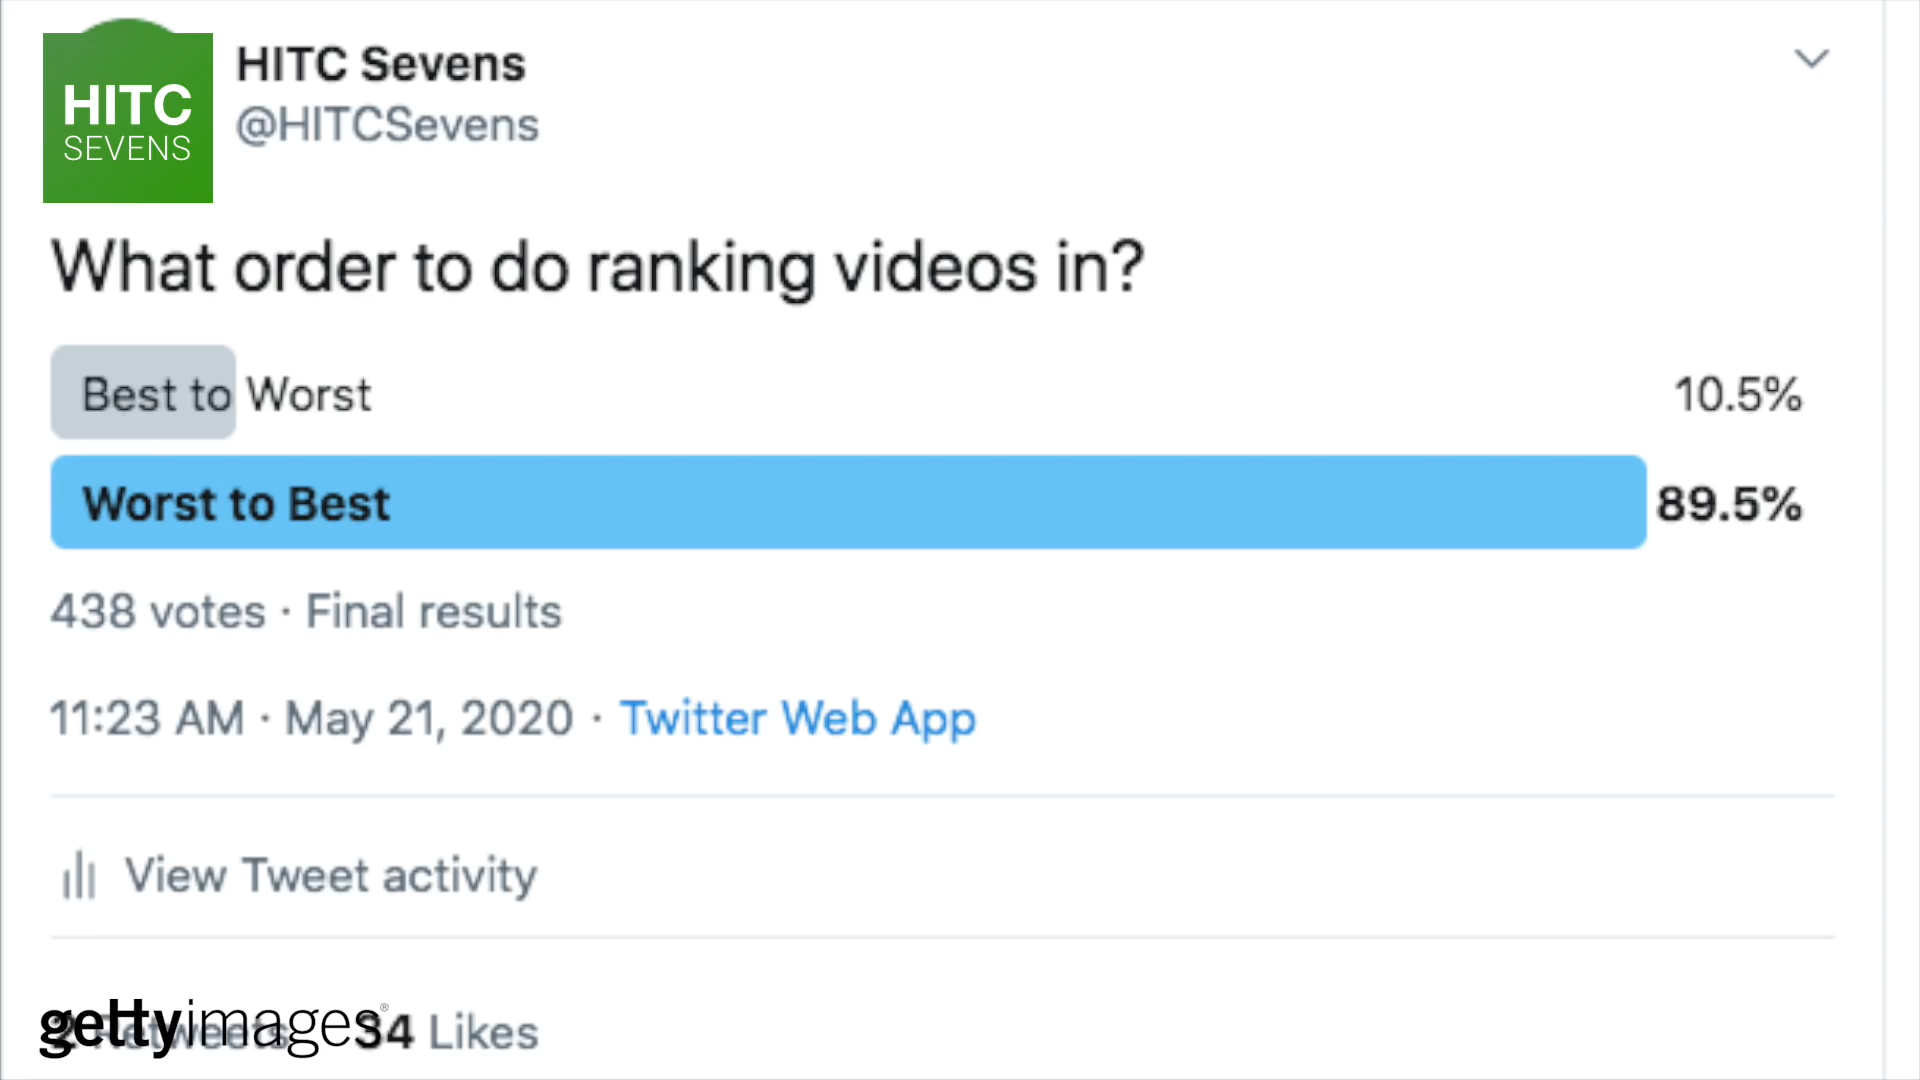 HITC Sevens
HITC
SEVENS
@HITCSevens
What order to do ranking videos in?
Best to Worst 10.5%
Worst to Best 89.5%
438 votes · Final results
11:23 AM · May 21, 2020 · Twitter Web App
View Tweet activity
2 Retweets 34 Likes
gettyimages®